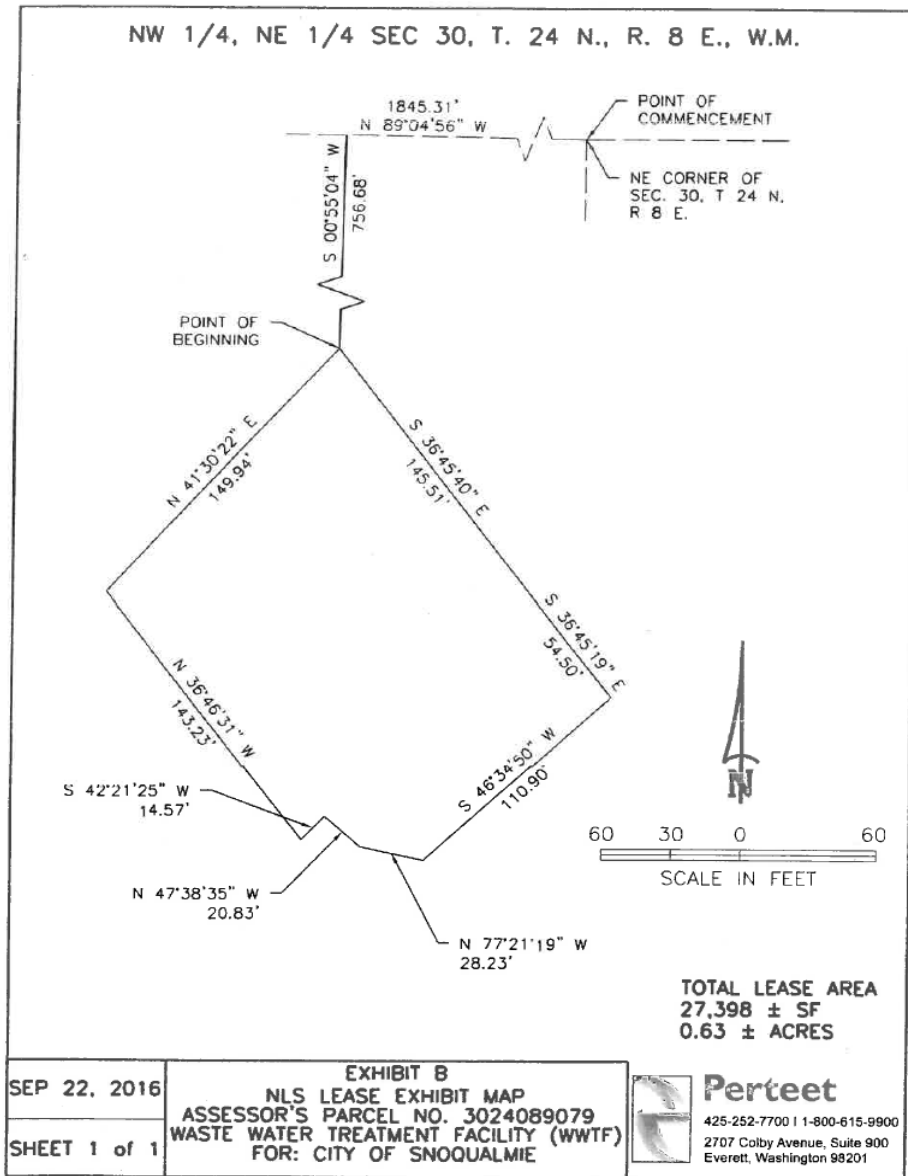 NW 1/4, NE 1/4 SEC 30, T. 24 N., R. 8 E., W.M.
1845.31'
N 89°04'56" W
POINT OF
COMMENCEMENT
NE CORNER OF
SEC. 30, T 24 N,
R 8 E.
S 00°55'04" W
756.68'
POINT OF
BEGINNING
N 41°30'22" E
149.94'
S 36°45'40" E
145.51'
S 36°45'19" E
54.50'
N 36°46'31" W
143.23'
S 46°34'50" W
110.90'
S 42°21'25" W
14.57'
N 47°38'35" W
20.83'
N 77°21'19" W
28.23'
N
60 30 0 60
SCALE IN FEET
TOTAL LEASE AREA
27,398 ± SF
0.63 ± ACRES
SEP 22, 2016
SHEET 1 of 1
EXHIBIT B
NLS LEASE EXHIBIT MAP
ASSESSOR'S PARCEL NO. 3024089079
WASTE WATER TREATMENT FACILITY (WWTF)
FOR: CITY OF SNOQUALMIE
Perteet
425-252-7700 | 1-800-615-9900
2707 Colby Avenue, Suite 900
Everett, Washington 98201